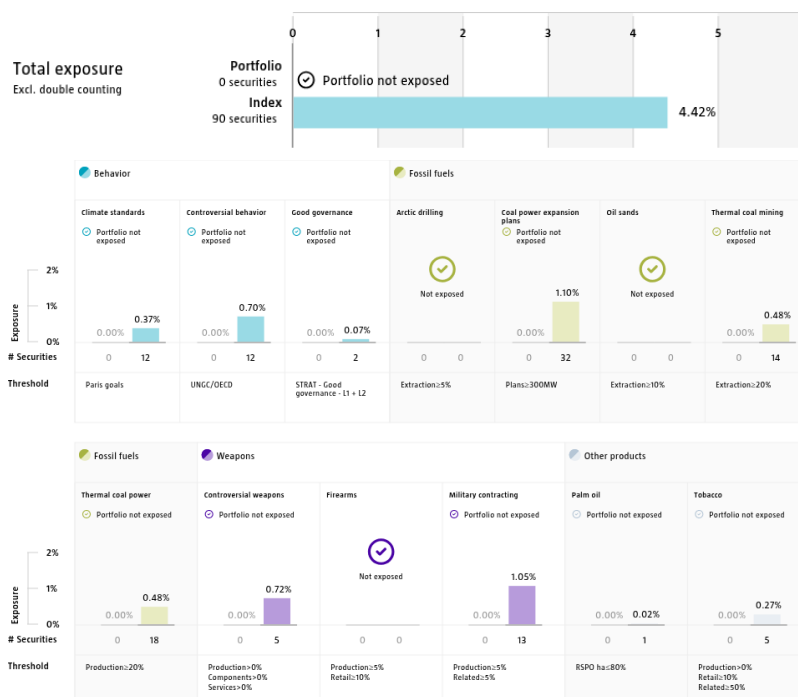 0 1 2 3 4 5
Total exposure
Excl. double counting
Portfolio
0 securities
Portfolio not exposed
Index
90 securities
4.42%
Behavior
Fossil fuels
Climate standards
Controversial behavior
Good governance
Arctic drilling
Coal power expansion
plans
Oil sands
Thermal coal mining
Portfolio not
exposed
Portfolio not
exposed
Portfolio not
exposed
Not exposed
Portfolio not
exposed
Not exposed
Portfolio not
exposed
Exposure
2%
1%
0%
0.00% 0.37%
0.00% 0.70%
0.00% 0.07%
0.00% 1.10%
0.00% 0.48%
# Securities 0 12 0 12 0 2 0 0 0 32 0 0 0 14
Threshold
Paris goals
UNGC/OECD
STRAT - Good
governance - L1 + L2
Extraction≥5%
Plans≥300MW
Extraction≥10%
Extraction≥20%
Fossil fuels
Weapons
Other products
Thermal coal power
Controversial weapons
Firearms
Military contracting
Palm oil
Tobacco
Portfolio not exposed
Portfolio not exposed
Not exposed
Portfolio not exposed
Portfolio not exposed
Portfolio not exposed
Exposure
2%
1%
0%
0.00% 0.48%
0.00% 0.72%
0.00% 1.05%
0.00% 0.02%
0.00% 0.27%
# Securities 0 18 0 5 0 0 0 13 0 1 0 5
Threshold
Production≥20%
Production>0%
Components>0%
Services>0%
Production≥5%
Retail≥10%
Production≥5%
Related≥5%
RSPO ha≤80%
Production>0%
Retail≥10%
Related≥50%